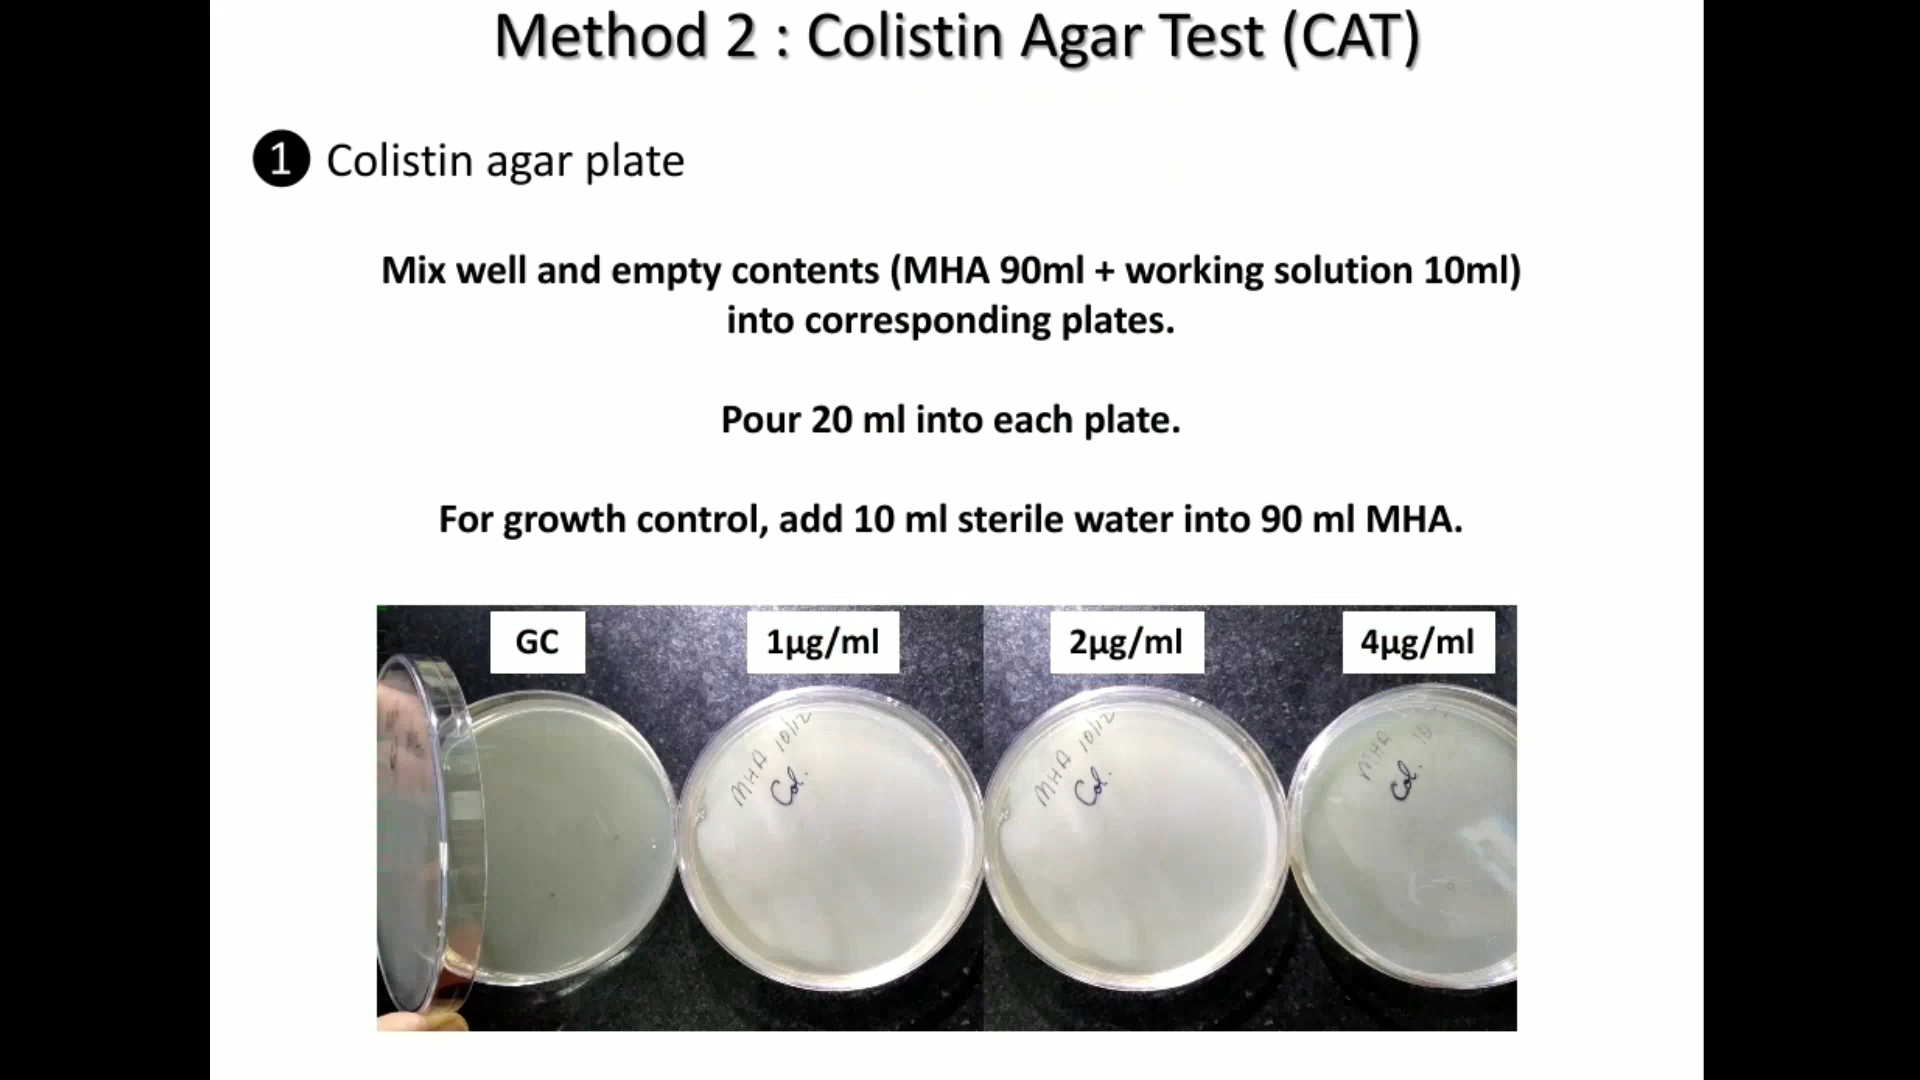 Method 2 : Colistin Agar Test (CAT)
1 Colistin agar plate
Mix well and empty contents (MHA 90ml + working solution 10ml)
into corresponding plates.
Pour 20 ml into each plate.
For growth control, add 10 ml sterile water into 90 ml MHA.
GC
1µg/ml
2µg/ml
4µg/ml
MHA 10/12
Col.
MHA 10/12
Col.
MHA
Col.